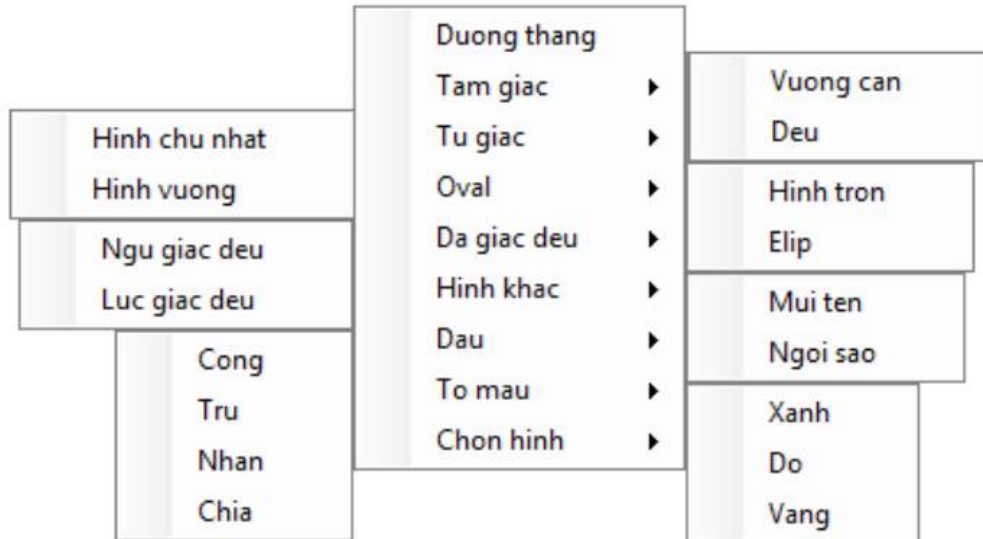 Duong thang
Tam giac
Tu giac
Oval
Da giac deu
Hinh khac
Dau
To mau
Chon hinh
Hinh chu nhat
Hinh vuong
Ngu giac deu
Luc giac deu
Cong
Tru
Nhan
Chia
Vuong can
Deu
Hinh tron
Elip
Mui ten
Ngoi sao
Xanh
Do
Vang